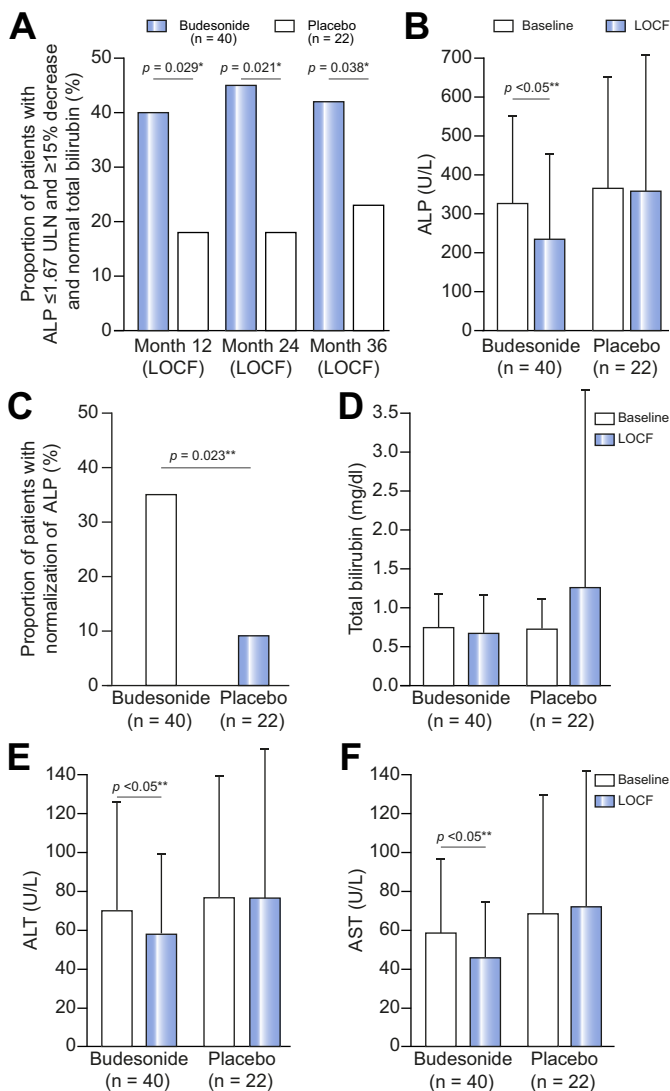 A
Budesonide
(n = 40)
Placebo
(n = 22)
Proportion of patients with
ALP ≤1.67 ULN and ≥15% decrease
and normal total bilirubin (%)
60
40
20
0
p = 0.029*
p = 0.021*
p = 0.038*
Month 12
(LOCF)
Month 24
(LOCF)
Month 36
(LOCF)
B
Baseline
LOCF
ALP (U/L)
700
600
500
400
300
200
100
0
p <0.05**
Budesonide
(n = 40)
Placebo
(n = 22)
C
Proportion of patients with
normalization of ALP (%)
50
40
30
20
10
0
p = 0.023**
Budesonide
(n = 40)
Placebo
(n = 22)
D
Baseline
LOCF
Total bilirubin (mg/dl)
3.5
3.0
2.5
2.0
1.5
1.0
0.5
0.0
Budesonide
(n = 40)
Placebo
(n = 22)
E
ALT (U/L)
140
120
100
80
60
40
20
0
p <0.05**
Budesonide
(n = 40)
Placebo
(n = 22)
F
Baseline
LOCF
AST (U/L)
140
120
100
80
60
40
20
0
p <0.05**
Budesonide
(n = 40)
Placebo
(n = 22)